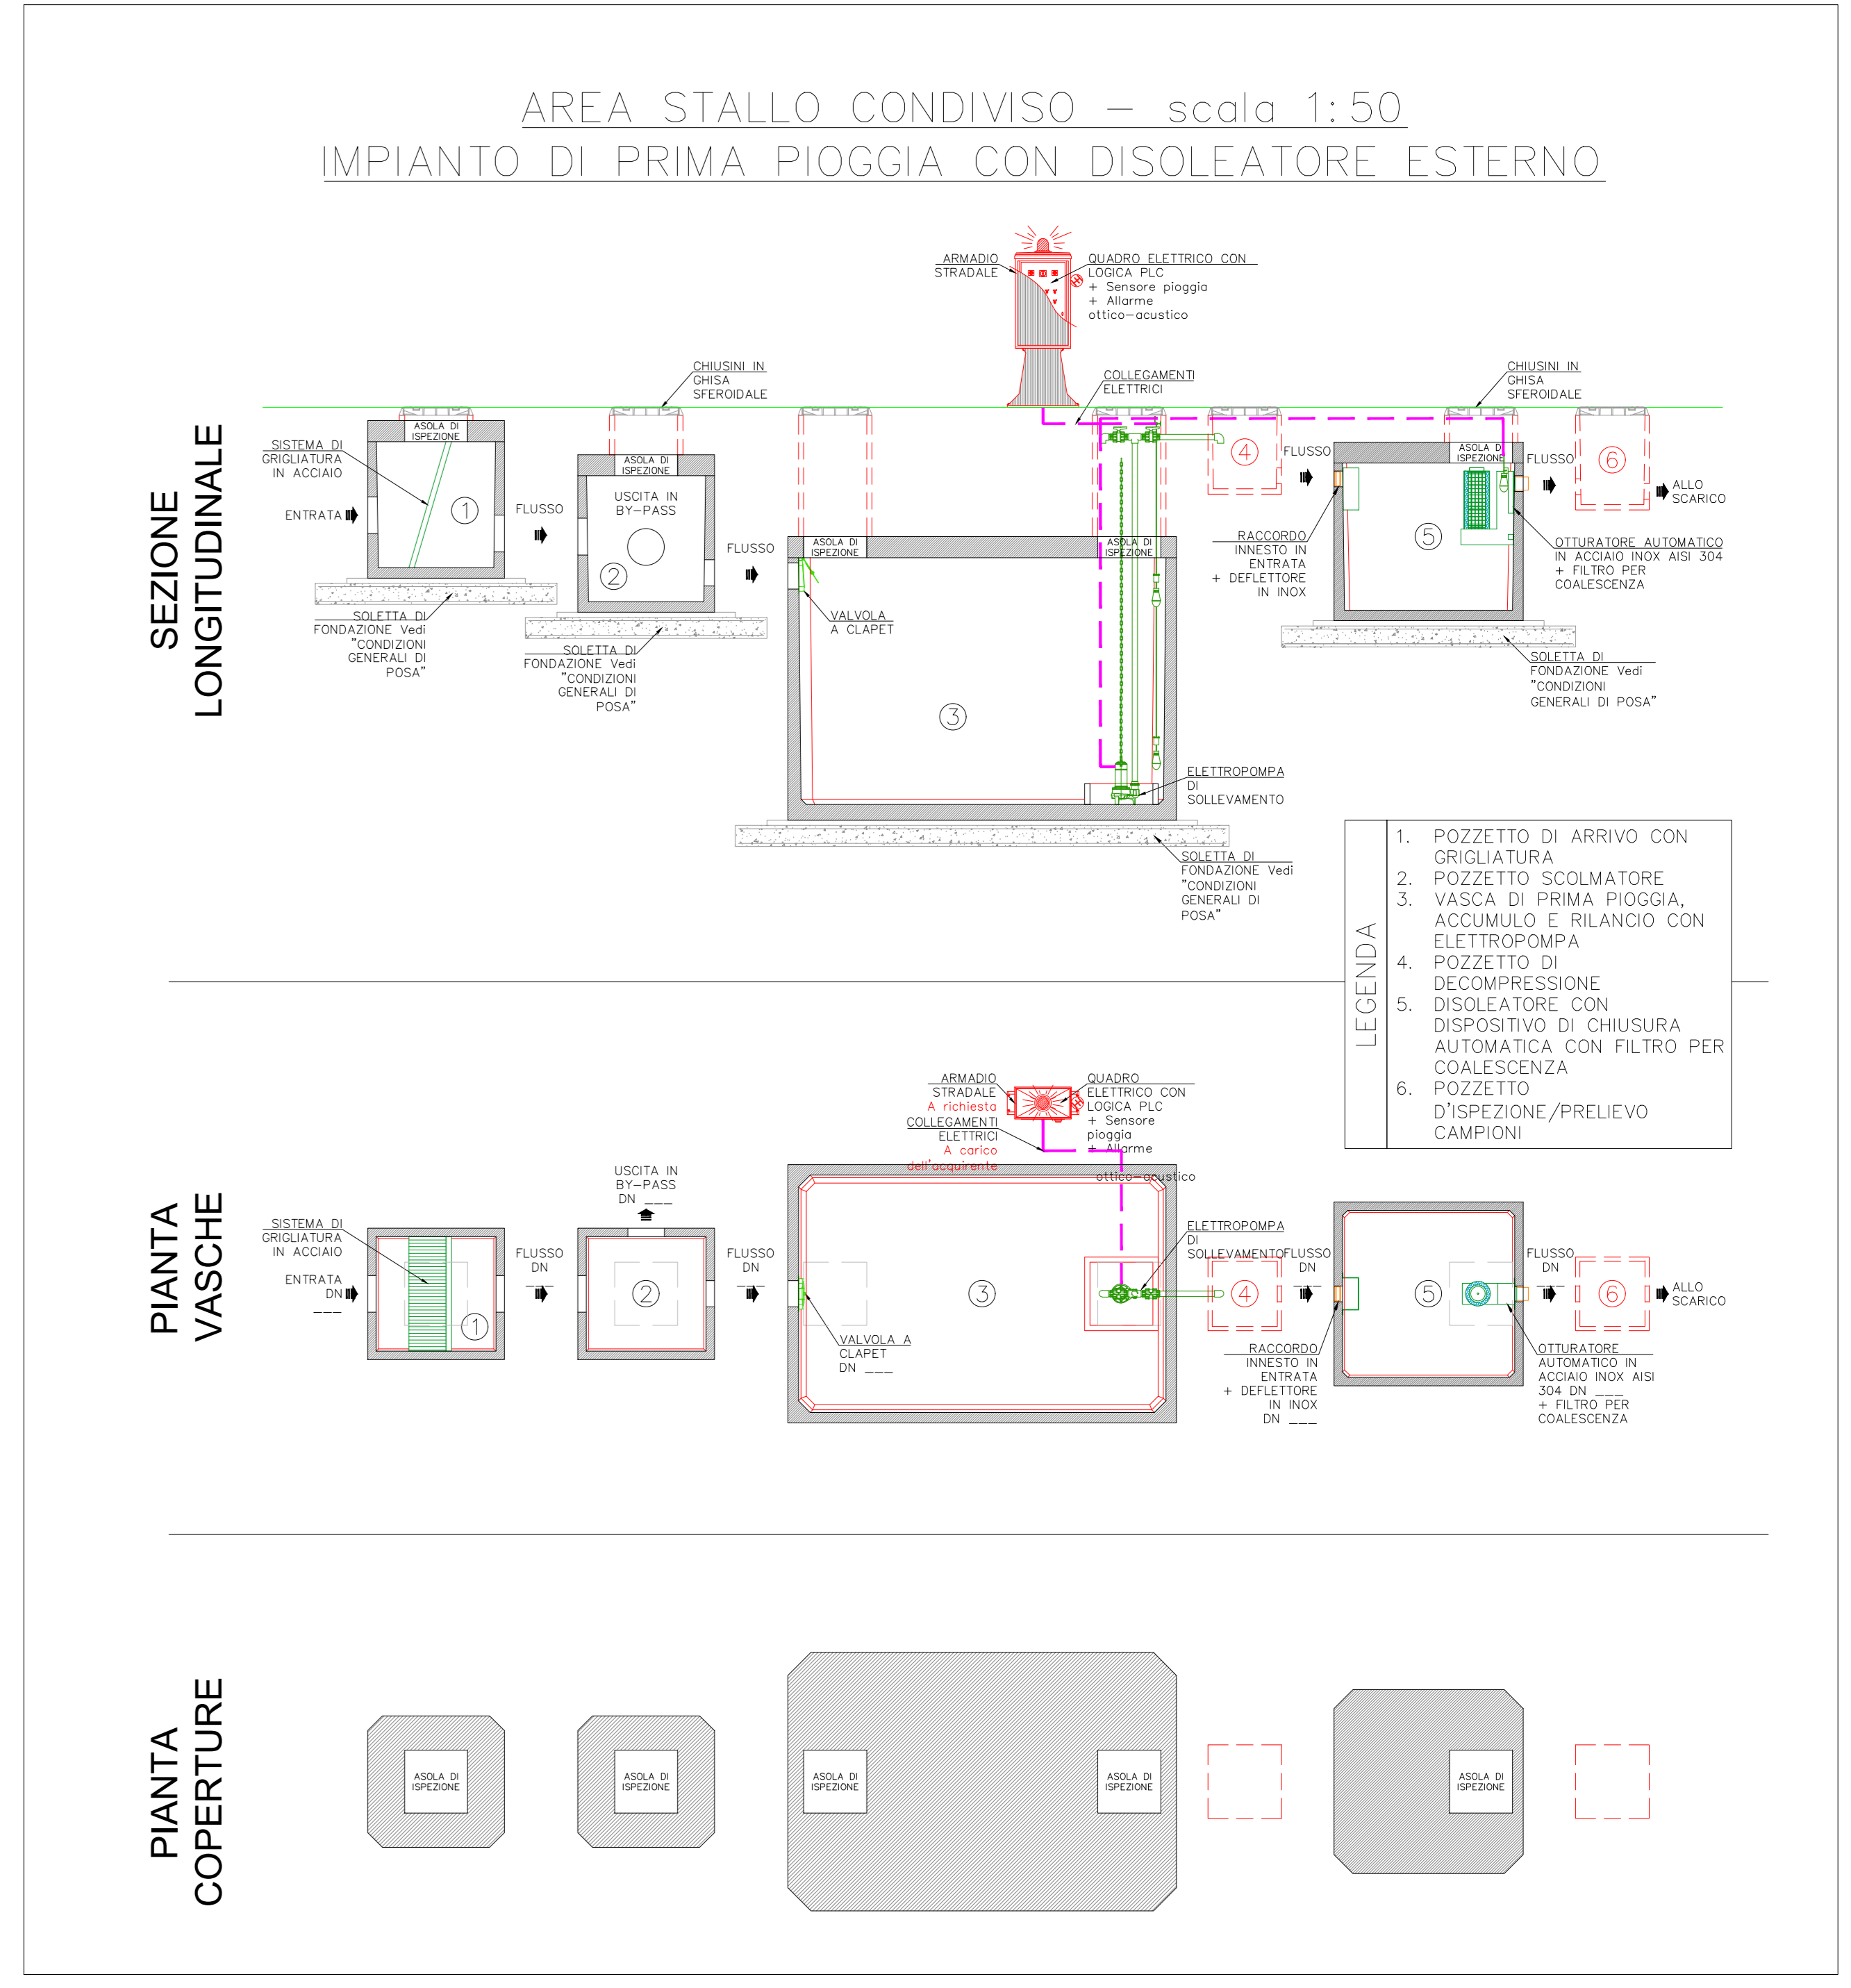 AREA STALLO CONDIVISO – scala 1:50
IMPIANTO DI PRIMA PIOGGIA CON DISOLEATORE ESTERNO
SEZIONE
LONGITUDINALE
ARMADIO
STRADALE
QUADRO ELETTRICO CON
LOGICA PLC
+ Sensore pioggia
+ Allarme
ottico-acustico
COLLEGAMENTI
ELETTRICI
CHIUSINI IN
GHISA
SFEROIDALE
CHIUSINI IN
GHISA
SFEROIDALE
ASOLA DI
ISPEZIONE
SISTEMA DI
GRIGLIATURA
IN ACCIAIO
ENTRATA
1
FLUSSO
SOLETTA DI
FONDAZIONE Vedi
"CONDIZIONI
GENERALI DI
POSA"
ASOLA DI
ISPEZIONE
USCITA IN
BY-PASS
2
FLUSSO
SOLETTA DI
FONDAZIONE Vedi
"CONDIZIONI
GENERALI DI
POSA"
ASOLA DI
ISPEZIONE
ASOLA DI
ISPEZIONE
VALVOLA
A CLAPET
3
ELETTROPOMPA
DI
SOLLEVAMENTO
SOLETTA DI
FONDAZIONE Vedi
"CONDIZIONI
GENERALI DI
POSA"
4
FLUSSO
RACCORDO
INNESTO IN
ENTRATA
+ DEFLETTORE
IN INOX
ASOLA DI
ISPEZIONE
5
FLUSSO
6
ALLO
SCARICO
OTTURATORE AUTOMATICO
IN ACCIAIO INOX AISI 304
+ FILTRO PER
COALESCENZA
SOLETTA DI
FONDAZIONE Vedi
"CONDIZIONI
GENERALI DI POSA"
LEGENDA
1. POZZETTO DI ARRIVO CON
GRIGLIATURA
2. POZZETTO SCOLMATORE
3. VASCA DI PRIMA PIOGGIA,
ACCUMULO E RILANCIO CON
ELETTROPOMPA
4. POZZETTO DI
DECOMPRESSIONE
5. DISOLEATORE CON
DISPOSITIVO DI CHIUSURA
AUTOMATICA CON FILTRO PER
COALESCENZA
6. POZZETTO
D'ISPEZIONE/PRELIEVO
CAMPIONI
PIANTA
VASCHE
ARMADIO
STRADALE
A richiesta
COLLEGAMENTI
ELETTRICI
A carico
dell'acquirente
QUADRO
ELETTRICO CON
LOGICA PLC
+ Sensore
pioggia
+ Allarme
ottico-acustico
SISTEMA DI
GRIGLIATURA
IN ACCIAIO
ENTRATA
DN
___
1
FLUSSO
DN
___
USCITA IN
BY-PASS
DN ___
2
FLUSSO
DN
___
VALVOLA A
CLAPET
DN ___
3
ELETTROPOMPA
DI
SOLLEVAMENTO
4
FLUSSO
DN
___
RACCORDO
INNESTO IN
ENTRATA
+ DEFLETTORE
IN INOX
DN ___
5
FLUSSO
DN
___
OTTURATORE
AUTOMATICO IN
ACCIAIO INOX AISI
304 DN ___
+ FILTRO PER
COALESCENZA
6
ALLO
SCARICO
PIANTA
COPERTURE
ASOLA DI
ISPEZIONE
ASOLA DI
ISPEZIONE
ASOLA DI
ISPEZIONE
ASOLA DI
ISPEZIONE
ASOLA DI
ISPEZIONE